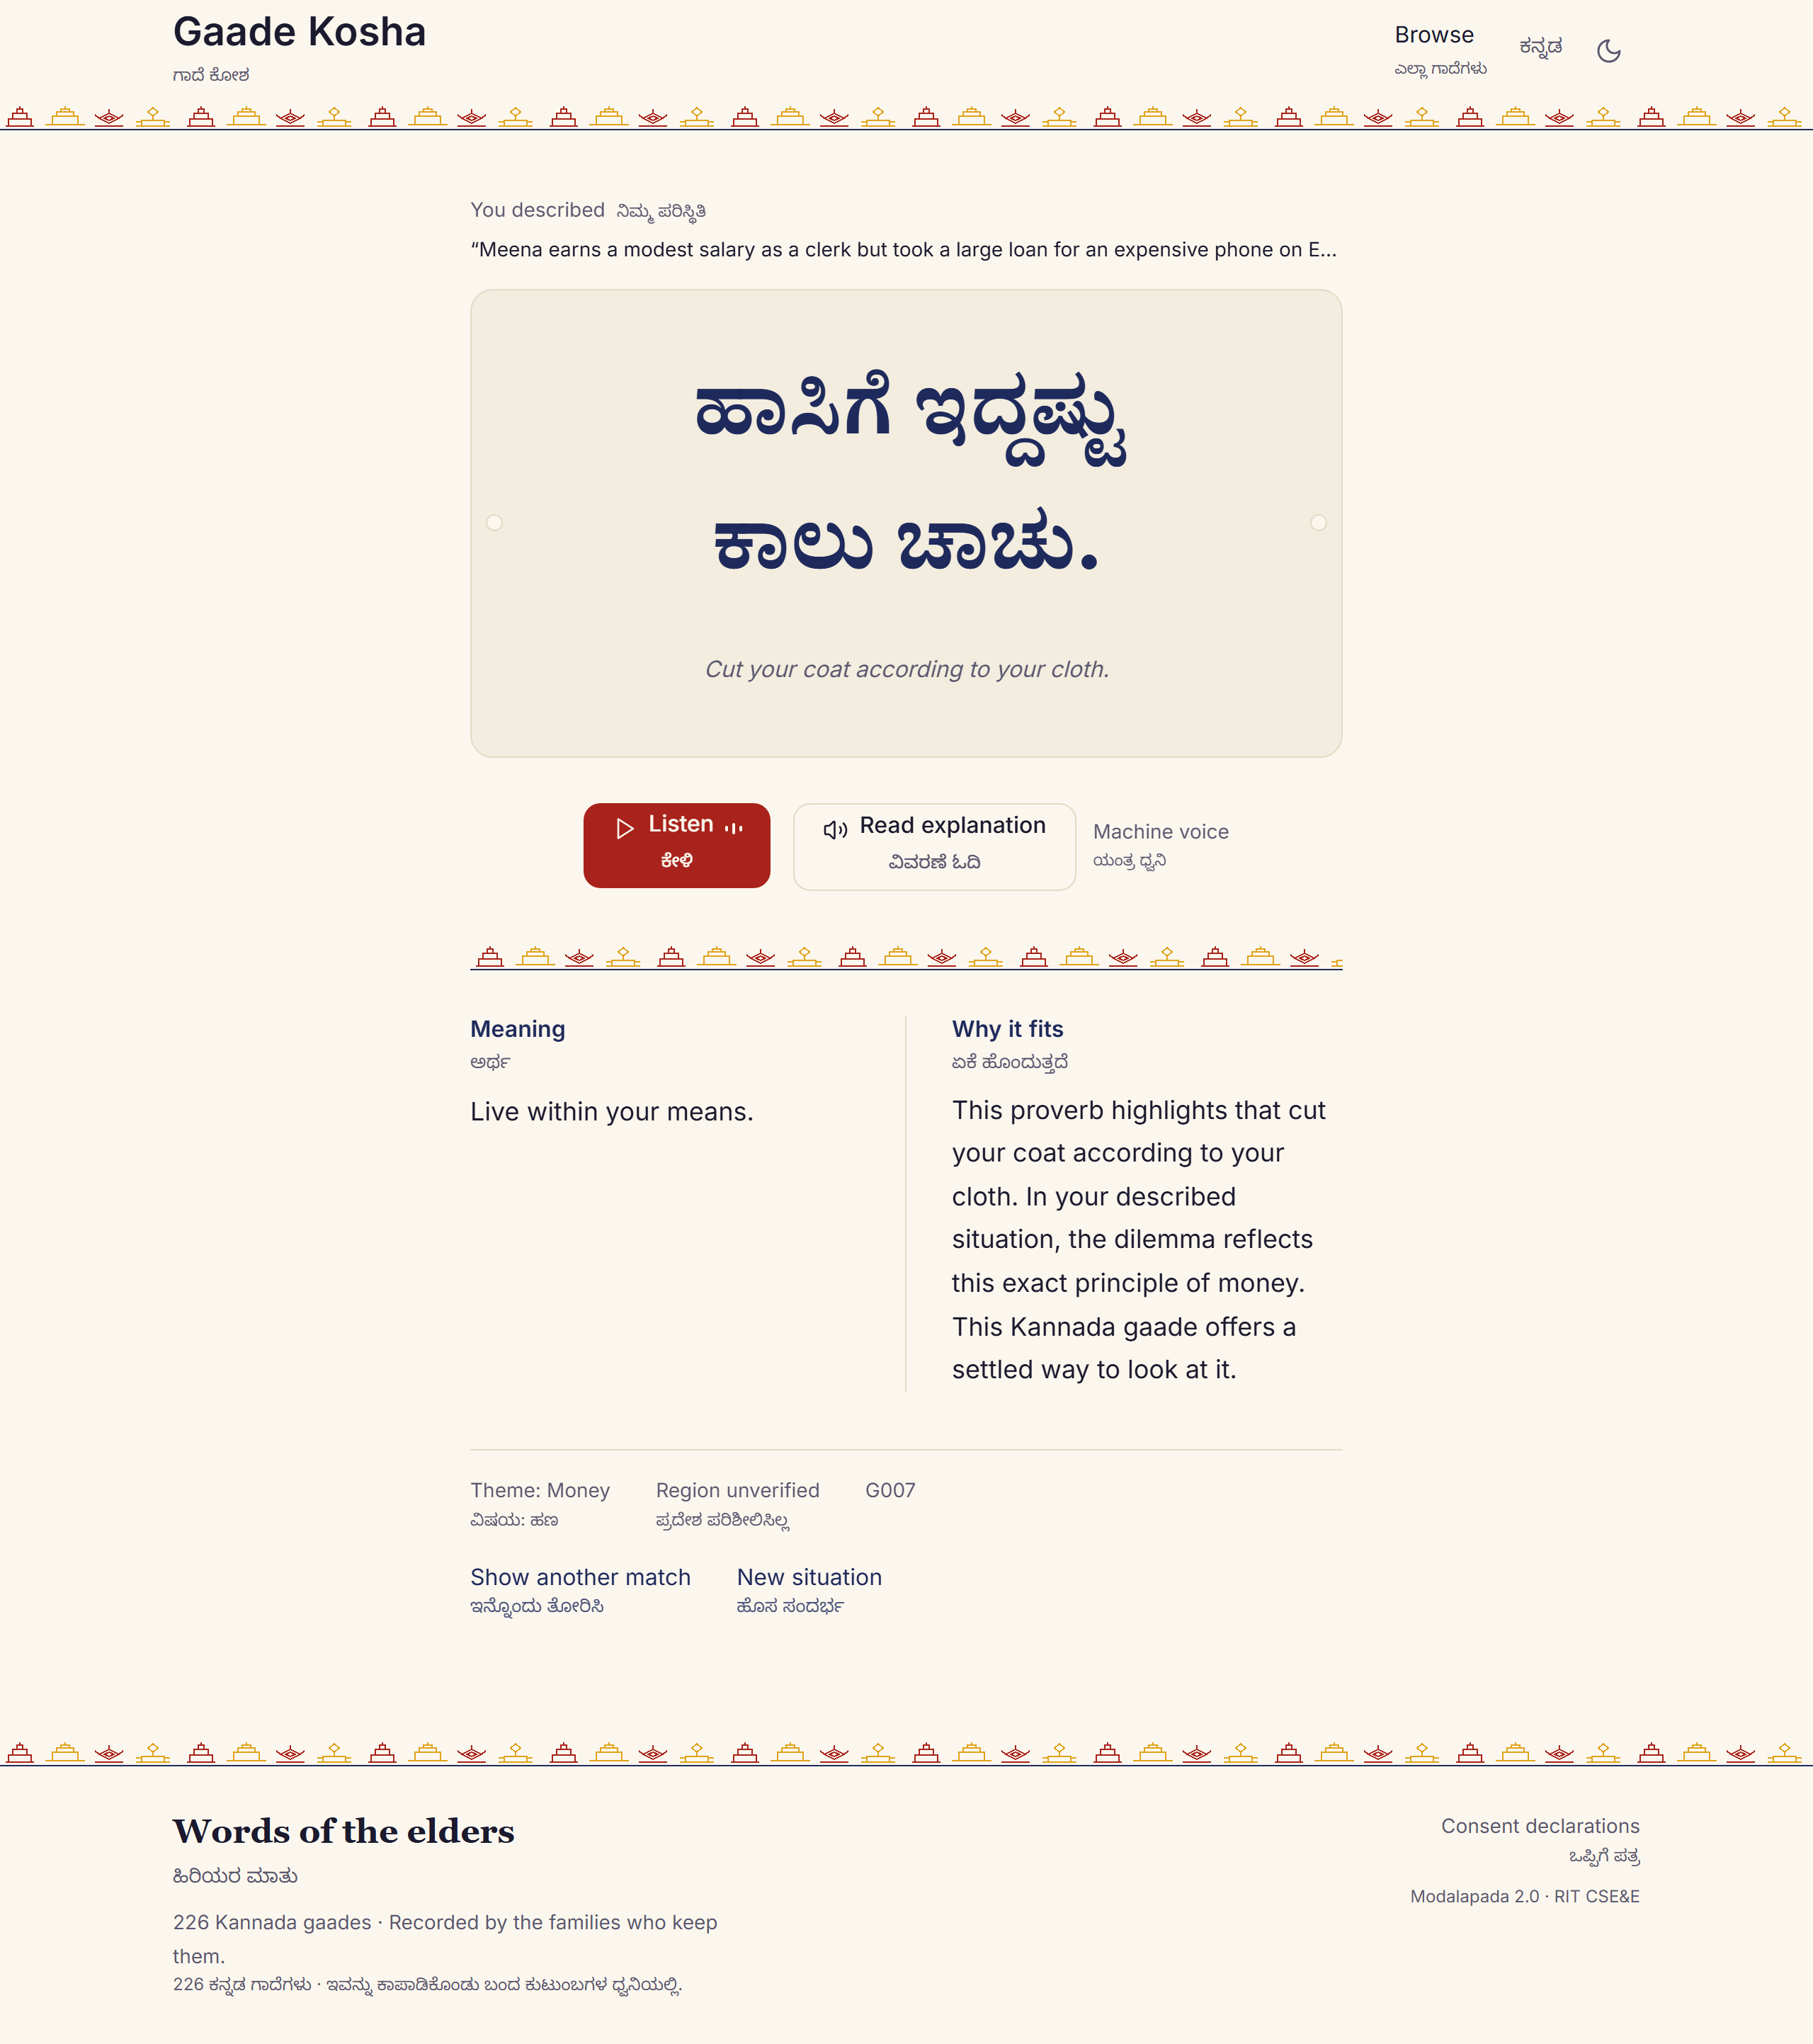 Gaade Kosha
ಗಾದೆ ಕೋಶ
Browse
ಎಲ್ಲಾ ಗಾದೆಗಳು
ಕನ್ನಡ
You described ನಿಮ್ಮ ಪರಿಸ್ಥಿತಿ
“Meena earns a modest salary as a clerk but took a large loan for an expensive phone on E...
ಹಾಸಿಗೆ ಇದ್ದಷ್ಟು
ಕಾಲು ಚಾಚು.
Cut your coat according to your cloth.
Listen
ಕೇಳಿ
Read explanation
ವಿವರಣೆ ಓದಿ
Machine voice
ಯಂತ್ರ ಧ್ವನಿ
Meaning
ಅರ್ಥ
Live within your means.
Why it fits
ಏಕೆ ಹೊಂದುತ್ತದೆ
This proverb highlights that cut
your coat according to your
cloth. In your described
situation, the dilemma reflects
this exact principle of money.
This Kannada gaade offers a
settled way to look at it.
Theme: Money
ವಿಷಯ: ಹಣ
Region unverified
ಪ್ರದೇಶ ಪರಿಶೀಲಿಸಿಲ್ಲ
G007
Show another match
ಇನ್ನೊಂದು ತೋರಿಸಿ
New situation
ಹೊಸ ಸಂದರ್ಭ
Words of the elders
ಹಿರಿಯರ ಮಾತು
226 Kannada gaades · Recorded by the families who keep
them.
226 ಕನ್ನಡ ಗಾದೆಗಳು · ಇವನ್ನು ಕಾಪಾಡಿಕೊಂಡು ಬಂದ ಕುಟುಂಬಗಳ ಧ್ವನಿಯಲ್ಲಿ.
Consent declarations
ಒಪ್ಪಿಗೆ ಪತ್ರ
Modalapada 2.0 · RIT CSE&E